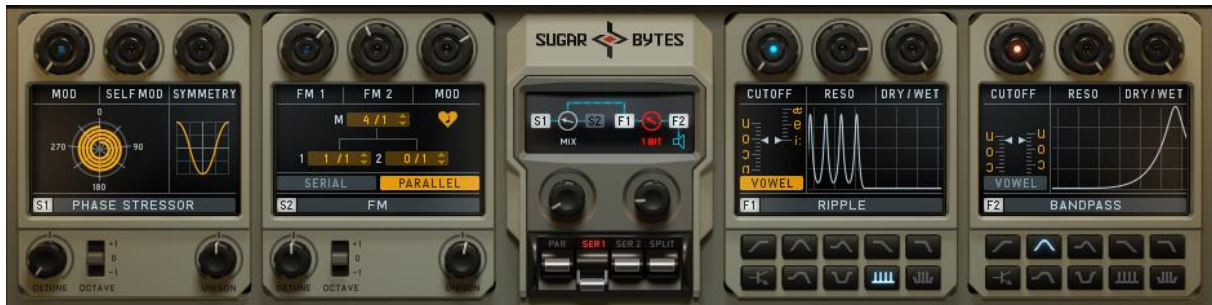 SUGAR BYTES
MOD SELF MOD SYMMETRY
0
270 90
180
S1 PHASE STRESSOR
DETUNE OCTAVE UNISON
+1
0
-1
FM 1 FM 2 MOD
M 4/1
1 1/1 2 0/1
SERIAL PARALLEL
S2 FM
DETUNE OCTAVE UNISON
+1
0
-1
S1 S2 F1 F2
MIX 1 BIT
PAR SER 1 SER 2 SPLIT
CUTOFF RESO DRY/WET
VOWEL
F1 RIPPLE
CUTOFF RESO DRY/WET
VOWEL
F2 BANDPASS